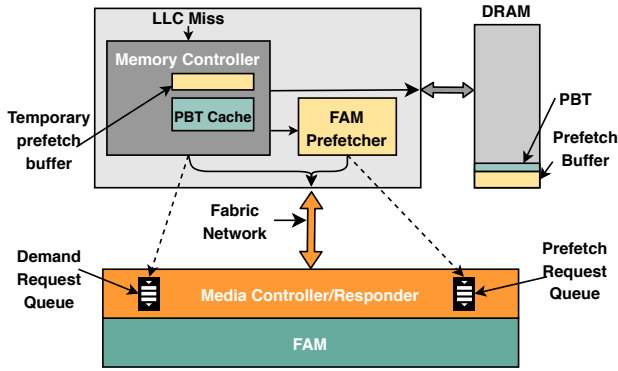 LLC Miss
DRAM
Memory Controller
PBT Cache
Temporary
prefetch
buffer
FAM
Prefetcher
PBT
Prefetch
Buffer
Fabric
Network
Demand
Request
Queue
Prefetch
Request
Queue
Media Controller/Responder
FAM